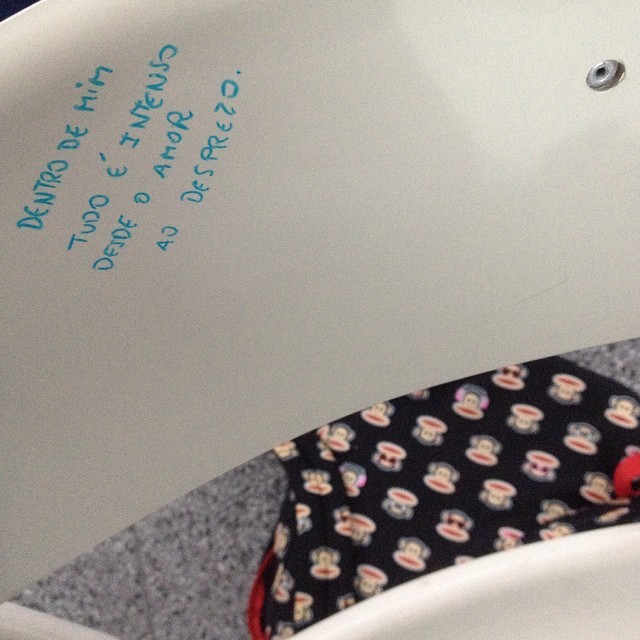 DENTRO DE MIM
TUDO É INTENSO
DESDE O AMOR
AO DESPREZO.